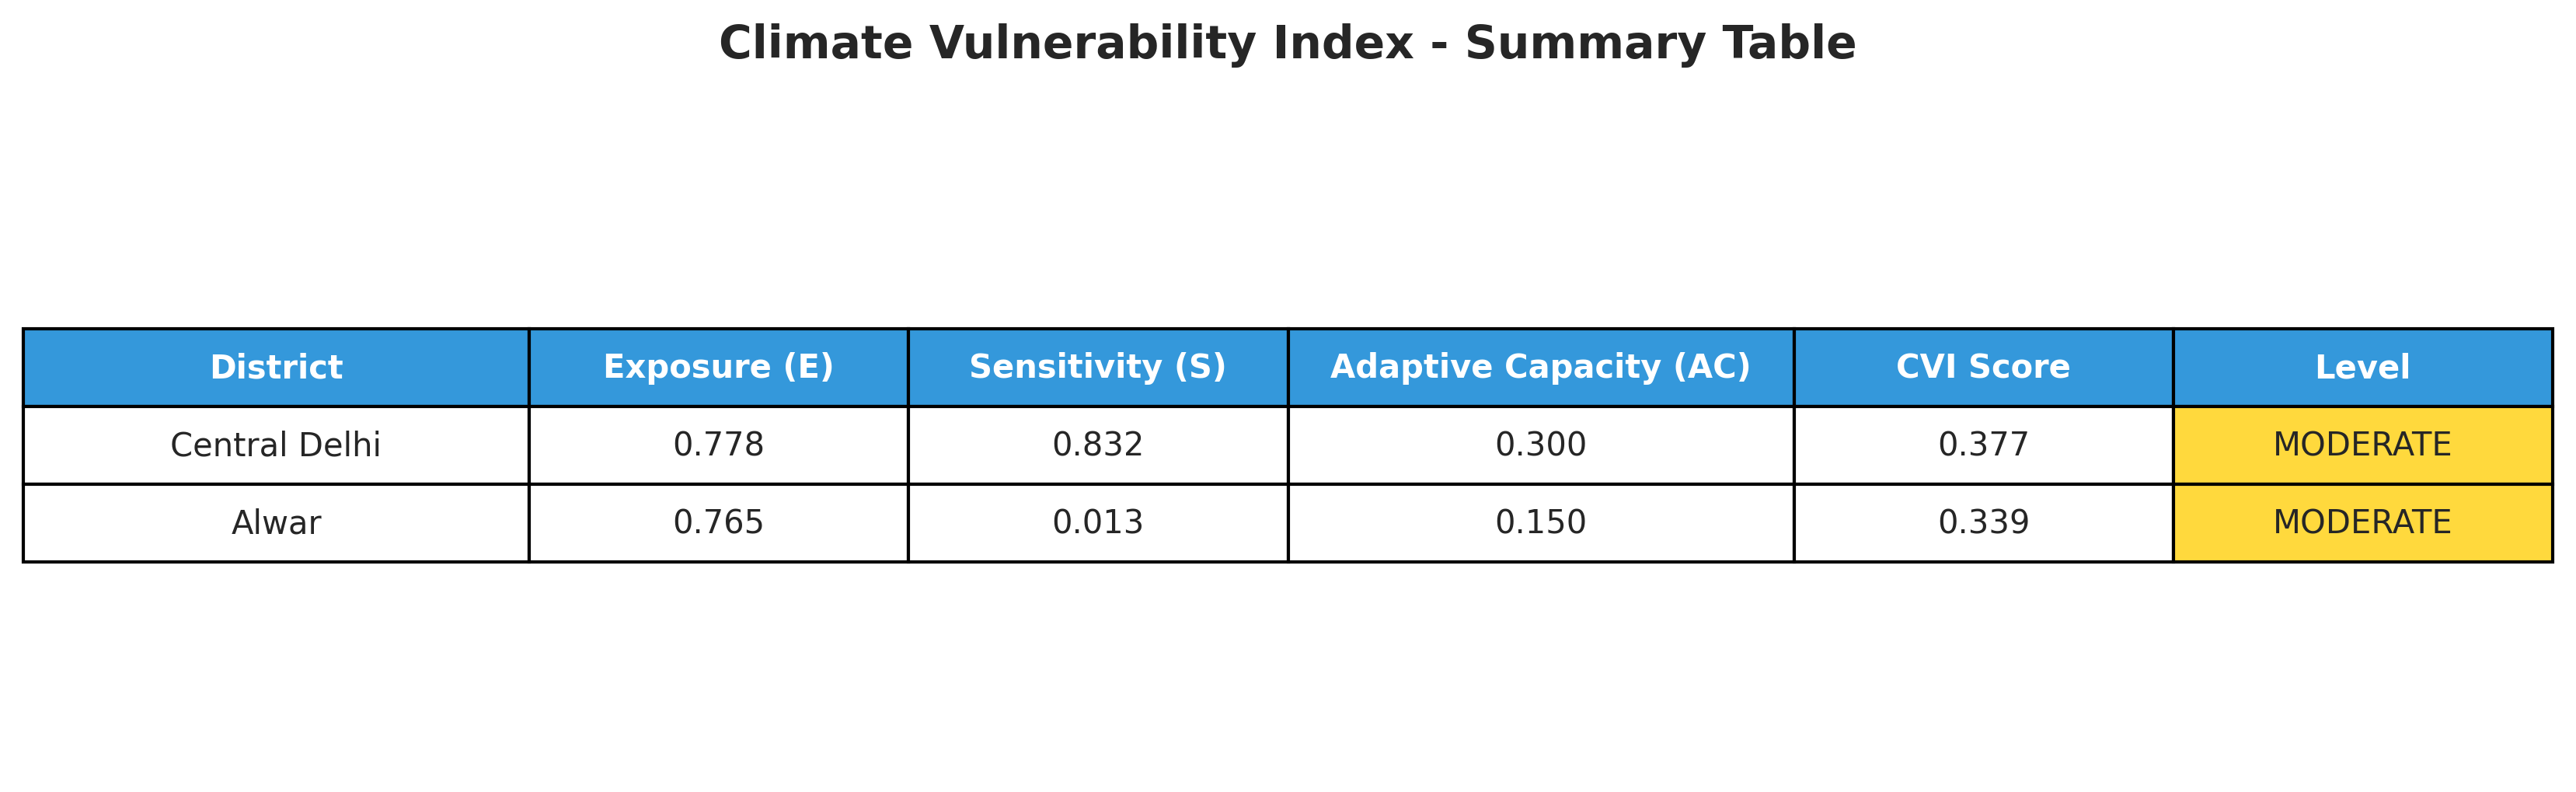 Climate Vulnerability Index - Summary Table
District Exposure (E) Sensitivity (S) Adaptive Capacity (AC) CVI Score Level
Central Delhi 0.778 0.832 0.300 0.377 MODERATE
Alwar 0.765 0.013 0.150 0.339 MODERATE